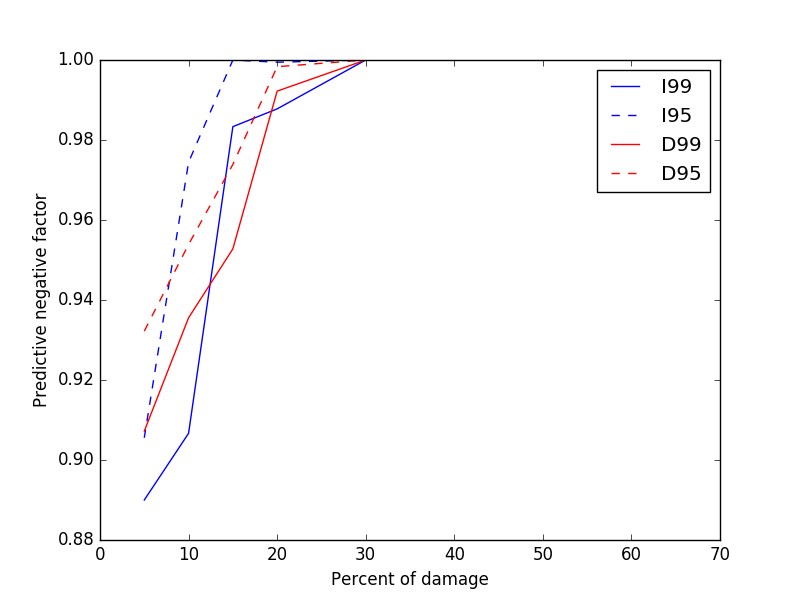 1.00
0.98
0.96
0.94
0.92
0.90
0.88
Predictive negative factor
0 10 20 30 40 50 60 70
Percent of damage
I99
I95
D99
D95